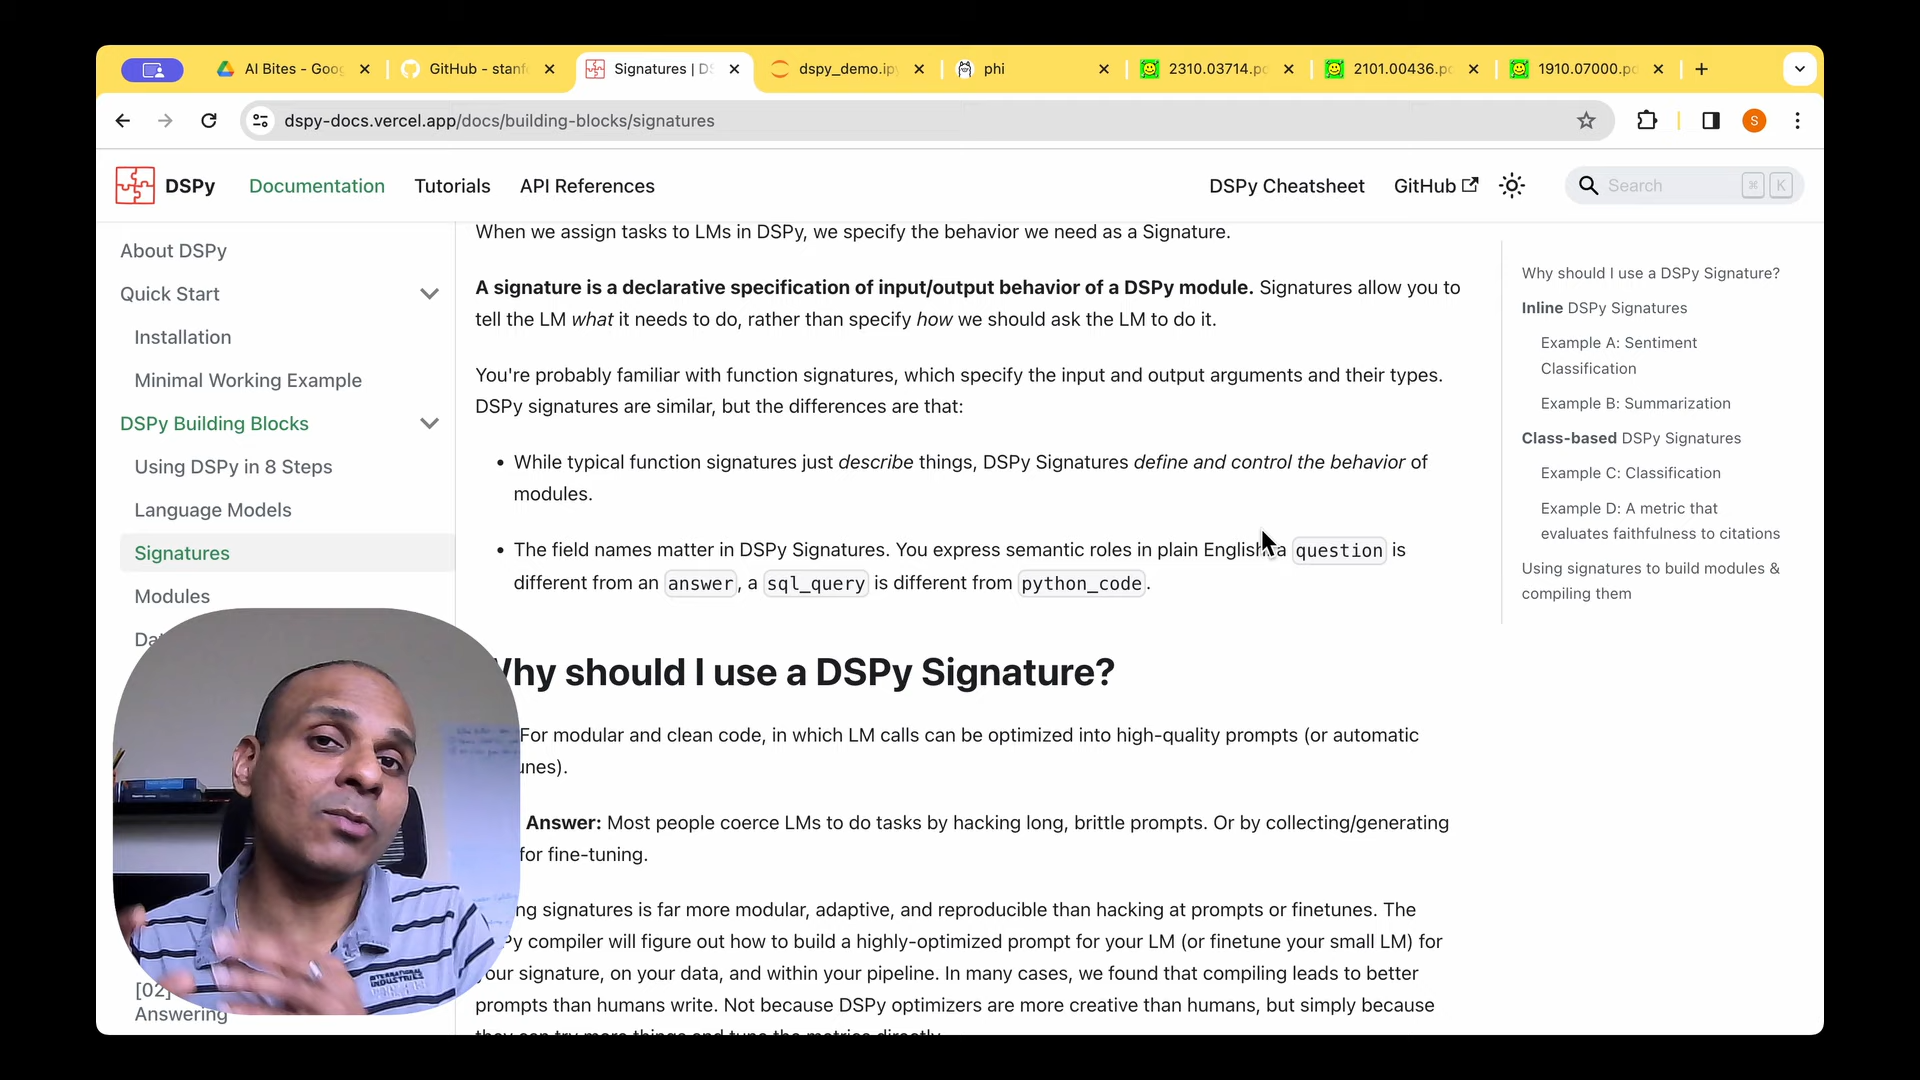 AI Bites - Goo
GitHub - stanf
Signatures | DS
dspy_demo.ip
phi
2310.03714.p
2101.00436.p
1910.07000.p
dspy-docs.vercel.app/docs/building-blocks/signatures
S
DSPy
Documentation
Tutorials
API References
DSPy Cheatsheet
GitHub
Search
⌘ K
About DSPy
Quick Start
Installation
Minimal Working Example
DSPy Building Blocks
Using DSPy in 8 Steps
Language Models
Signatures
Modules
Da
[02]
Answering
When we assign tasks to LMs in DSPy, we specify the behavior we need as a Signature.
A signature is a declarative specification of input/output behavior of a DSPy module. Signatures allow you to
tell the LM what it needs to do, rather than specify how we should ask the LM to do it.
You're probably familiar with function signatures, which specify the input and output arguments and their types.
DSPy signatures are similar, but the differences are that:
• While typical function signatures just describe things, DSPy Signatures define and control the behavior of
modules.
• The field names matter in DSPy Signatures. You express semantic roles in plain English a question is
different from an answer, a sql_query is different from python_code.
hy should I use a DSPy Signature?
For modular and clean code, in which LM calls can be optimized into high-quality prompts (or automatic
unes).
Answer: Most people coerce LMs to do tasks by hacking long, brittle prompts. Or by collecting/generating
for fine-tuning.
ng signatures is far more modular, adaptive, and reproducible than hacking at prompts or finetunes. The
Py compiler will figure out how to build a highly-optimized prompt for your LM (or finetune your small LM) for
our signature, on your data, and within your pipeline. In many cases, we found that compiling leads to better
prompts than humans write. Not because DSPy optimizers are more creative than humans, but simply because
they can try more things and tune the metrics directly.
Why should I use a DSPy Signature?
Inline DSPy Signatures
Example A: Sentiment
Classification
Example B: Summarization
Class-based DSPy Signatures
Example C: Classification
Example D: A metric that
evaluates faithfulness to citations
Using signatures to build modules &
compiling them